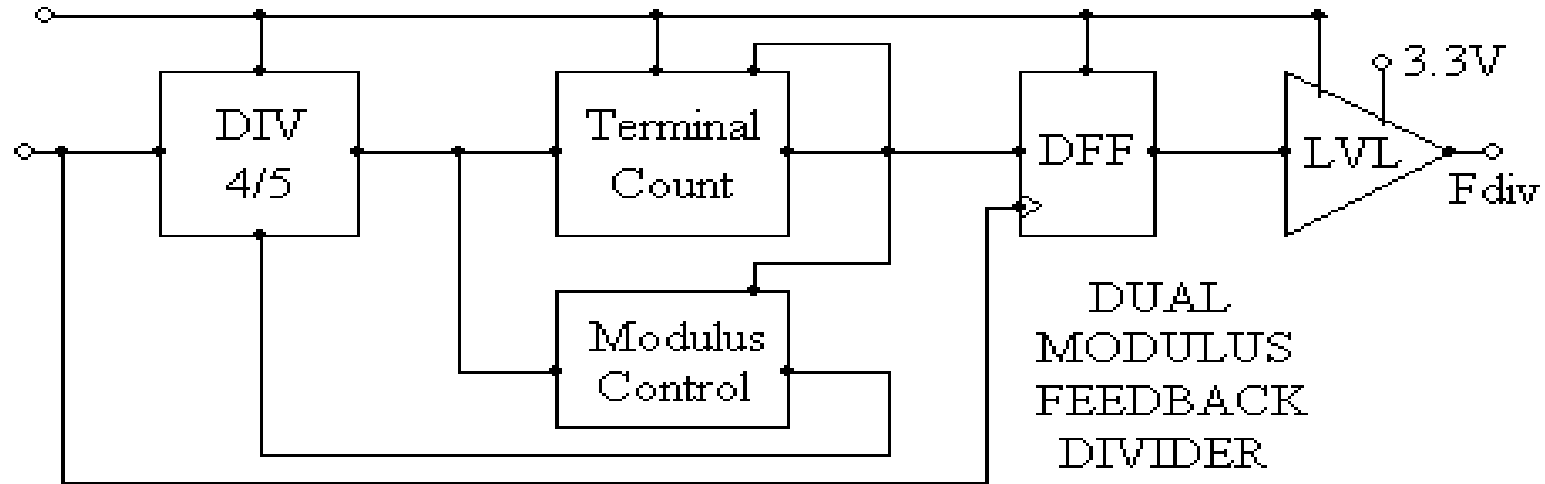 DIV
4/5
Terminal
Count
Modulus
Control
DFF
LVL
3.3V
Fdiv
DUAL
MODULUS
FEEDBACK
DIVIDER